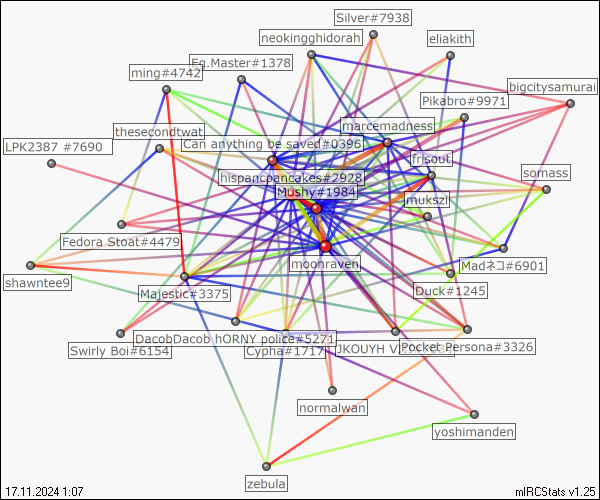 Silver#7938
neokingghidorah
eliakith
Eg.Master#1378
ming#4742
bigcitysamurai
Pikabro#9971
marcemadness
thesecondtwat
Can anything be saved#0396
LPK2387 #7690
frisout
hispanicpancakes#2928
somass
Mushy#1984
mukszil
Fedora Stoat#4479
moonraven
Madネコ#6901
shawntee9
Majestic#3375
Duck#1245
DacobDacob hORNY police#5271
Swirly Boi#6154
Cypha#1717
JKOUYH
Pocket Persona#3326
normalwan
yoshimanden
zebula
17.11.2024 1:07
mIRCStats v1.25